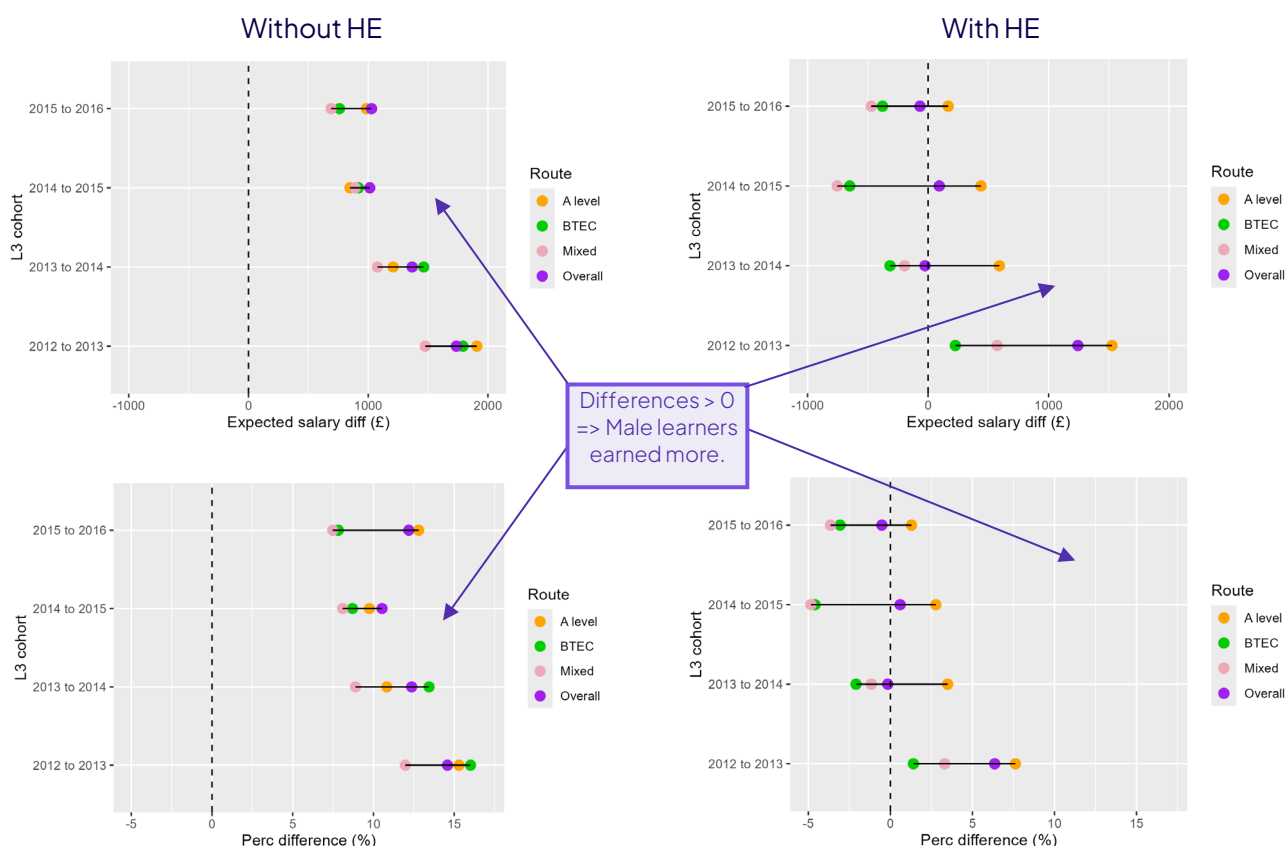 Without HE
2015 to 2016
2014 to 2015
2013 to 2014
2012 to 2013
L3 cohort
-1000
0
1000
2000
Expected salary diff (£)
Route
A level
BTEC
Mixed
Overall
With HE
2015 to 2016
2014 to 2015
2013 to 2014
2012 to 2013
L3 cohort
-1000
0
1000
2000
Expected salary diff (£)
Route
A level
BTEC
Mixed
Overall
Differences > 0
=> Male learners
earned more.
2015 to 2016
2014 to 2015
2013 to 2014
2012 to 2013
L3 cohort
-5
0
5
10
15
Perc difference (%)
Route
A level
BTEC
Mixed
Overall
2015 to 2016
2014 to 2015
2013 to 2014
2012 to 2013
L3 cohort
-5
0
5
10
15
Perc difference (%)
Route
A level
BTEC
Mixed
Overall